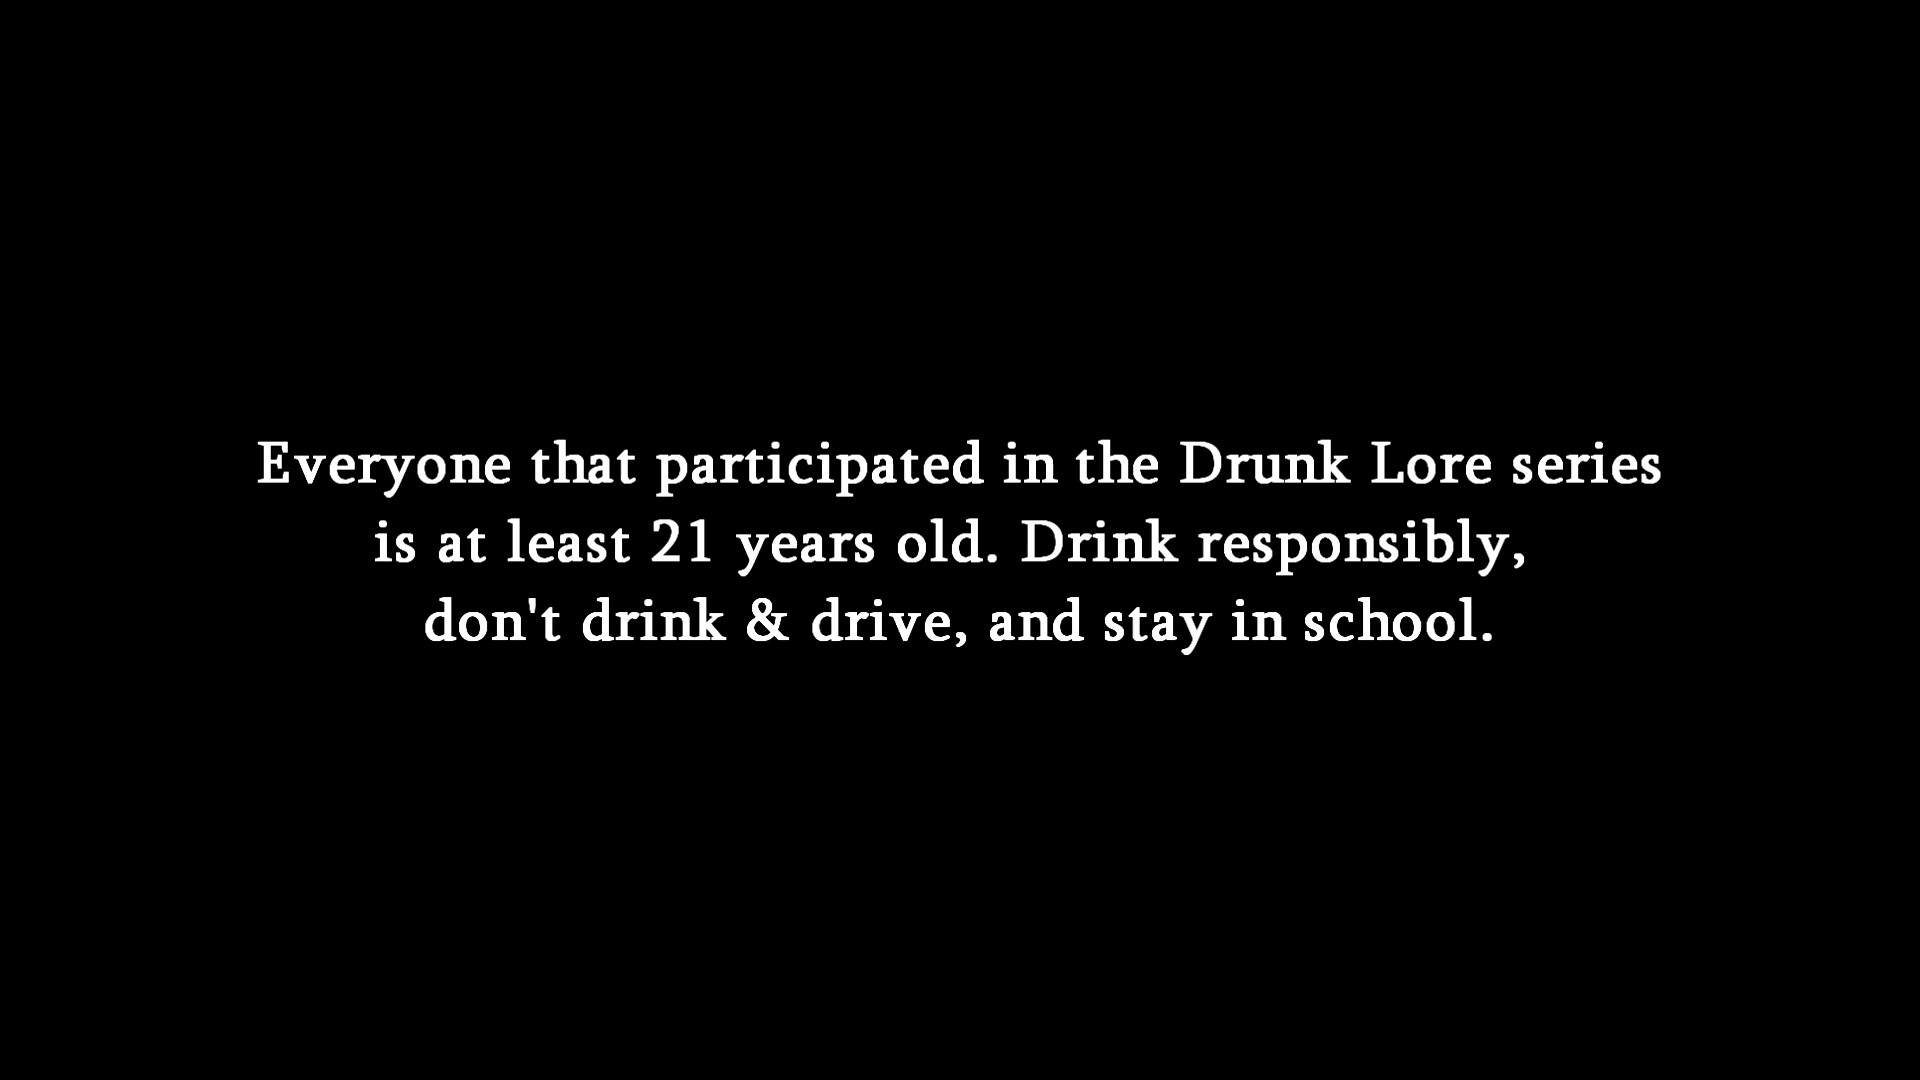 Everyone that participated in the Drunk Lore series
is at least 21 years old. Drink responsibly,
don't drink & drive, and stay in school.